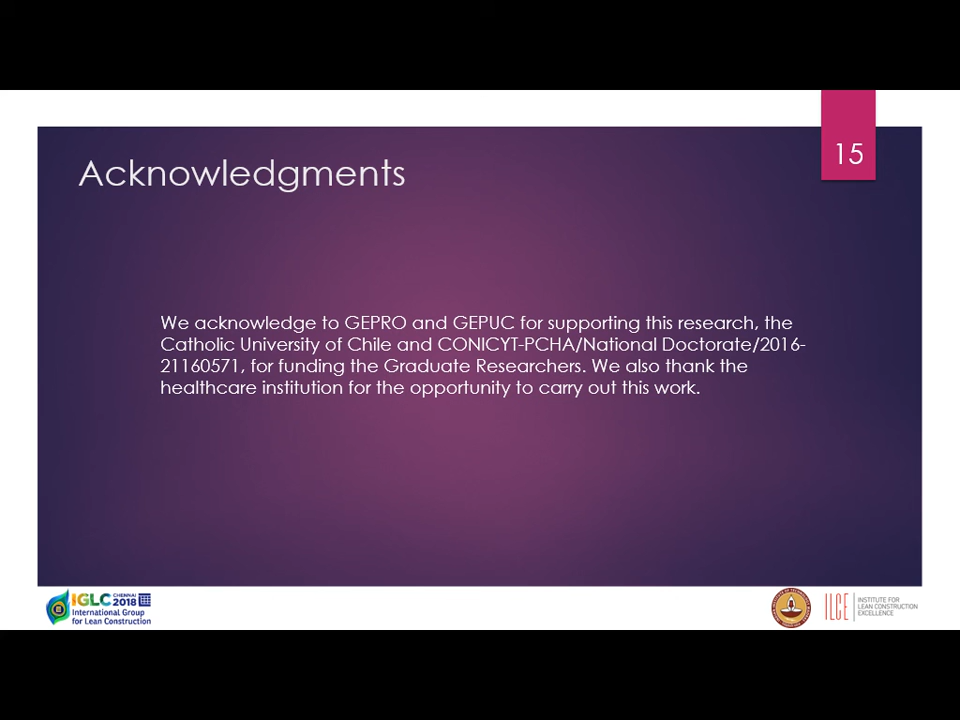 15
Acknowledgments
We acknowledge to GEPRO and GEPUC for supporting this research, the
Catholic University of Chile and CONICYT-PCHA/National Doctorate/2016-
21160571, for funding the Graduate Researchers. We also thank the
healthcare institution for the opportunity to carry out this work.
IGLC CHENNAI 2018
International Group
for Lean Construction
ILCE
INSTITUTE FOR
LEAN CONSTRUCTION
EXCELLENCE